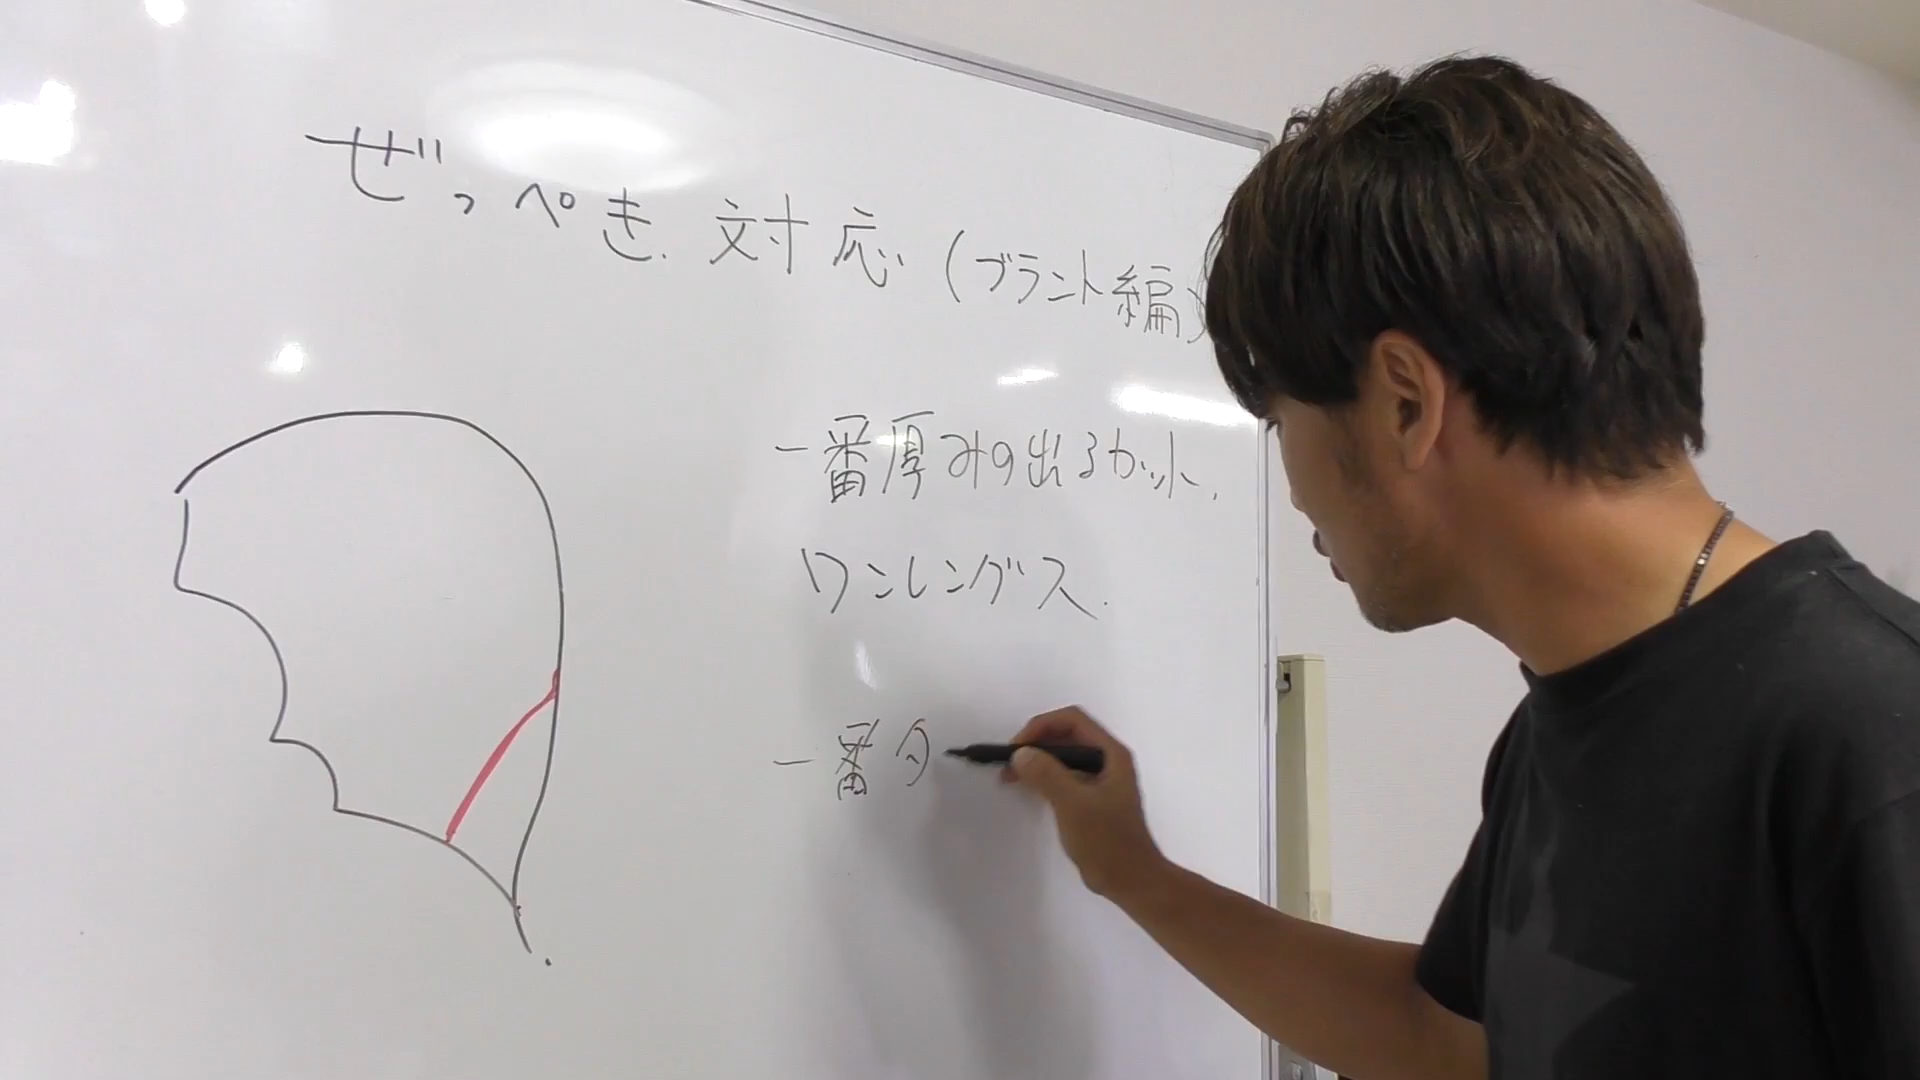 ぜっぺき.対応(ブラント編)
一番厚みの出るカット.
ワンレングス.
一番